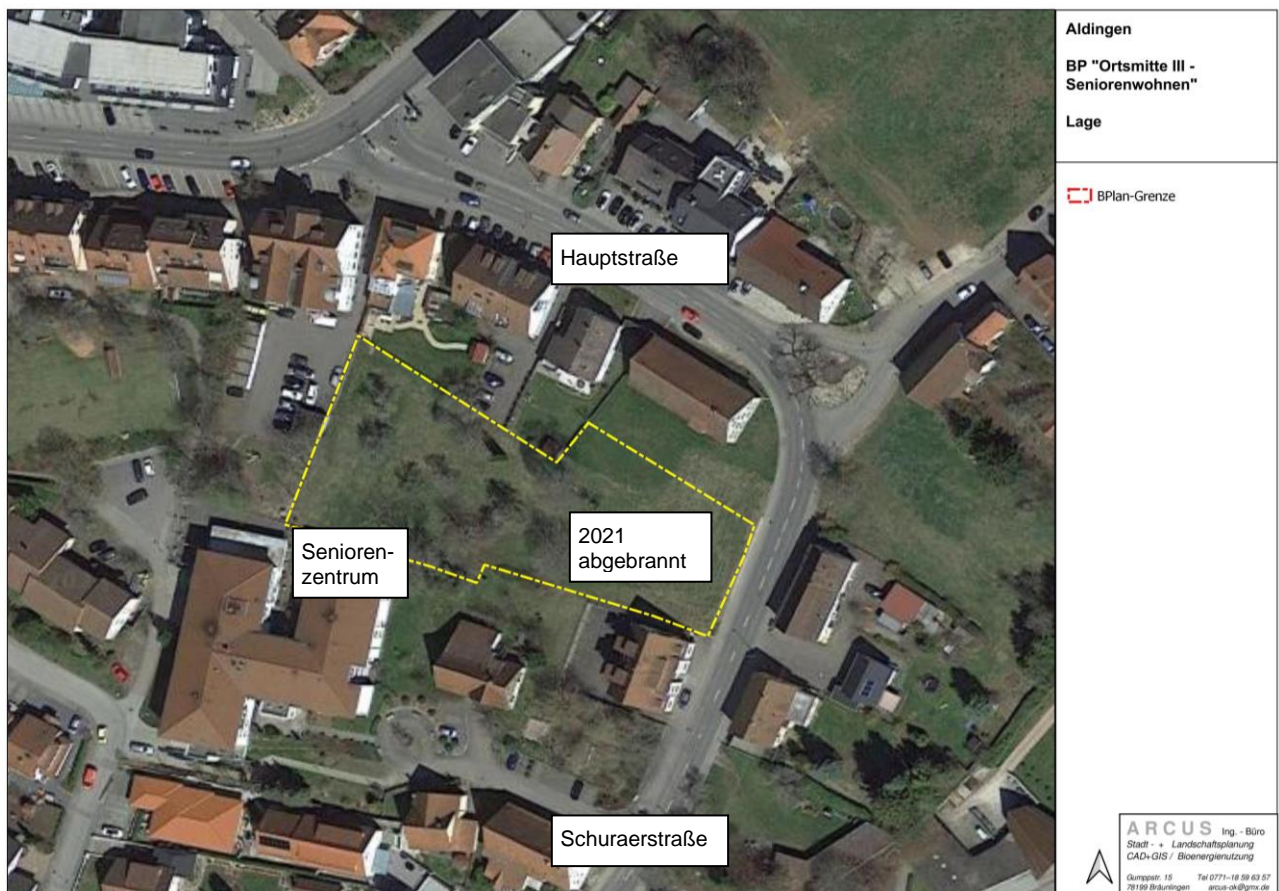 Aldingen
BP "Ortsmitte III -
Seniorenwohnen"
Lage
BPlan-Grenze
Hauptstraße
2021
abgebrannt
Senioren-
zentrum
Schuraerstraße
ARCUS Ing. - Büro
Stadt - + Landschaftsplanung
CAD+GIS / Bioenergienutzung
Gumppstr. 15 Tel 0771-18 59 63 57
78199 Bräunlingen arcus-ok@gmx.de